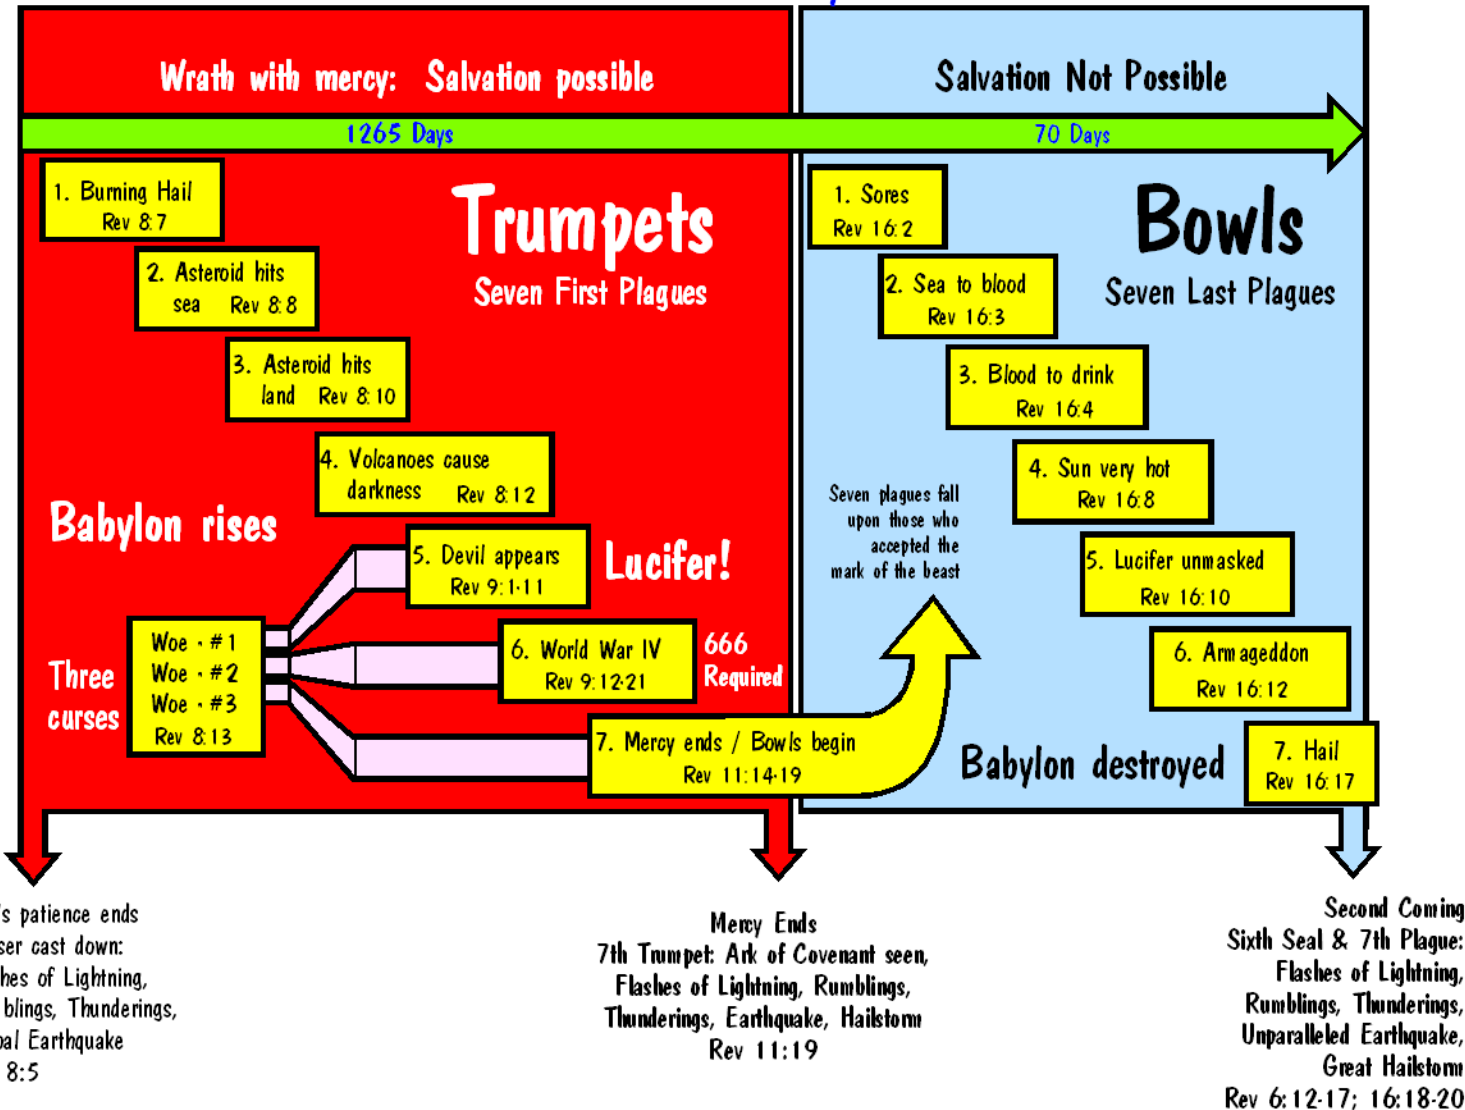 Wrath with mercy: Salvation possible
Salvation Not Possible
1265 Days
70 Days
Trumpets
Seven First Plagues
1. Burning Hail
Rev 8:7
2. Asteroid hits
sea Rev 8:8
3. Asteroid hits
land Rev 8:10
4. Volcanoes cause
darkness Rev 8:12
Babylon rises
5. Devil appears
Rev 9:1-11
Lucifer!
Three
curses
Woe - #1
Woe - #2
Woe - #3
Rev 8:13
6. World War IV
Rev 9:12-21
666
Required
7. Mercy ends / Bowls begin
Rev 11:14-19
Bowls
Seven Last Plagues
1. Sores
Rev 16:2
2. Sea to blood
Rev 16:3
3. Blood to drink
Rev 16:4
4. Sun very hot
Rev 16:8
Seven plagues fall
upon those who
accepted the
mark of the beast
5. Lucifer unmasked
Rev 16:10
6. Armageddon
Rev 16:12
Babylon destroyed
7. Hail
Rev 16:17
's patience ends
ser cast down:
hes of Lightning,
blings, Thunderings,
bal Earthquake
8:5
Mercy Ends
7th Trumpet: Ark of Covenant seen,
Flashes of Lightning, Rumblings,
Thunderings, Earthquake, Hailstorm
Rev 11:19
Second Coming
Sixth Seal & 7th Plague:
Flashes of Lightning,
Rumblings, Thunderings,
Unparalleled Earthquake,
Great Hailstorm
Rev 6:12-17; 16:18-20